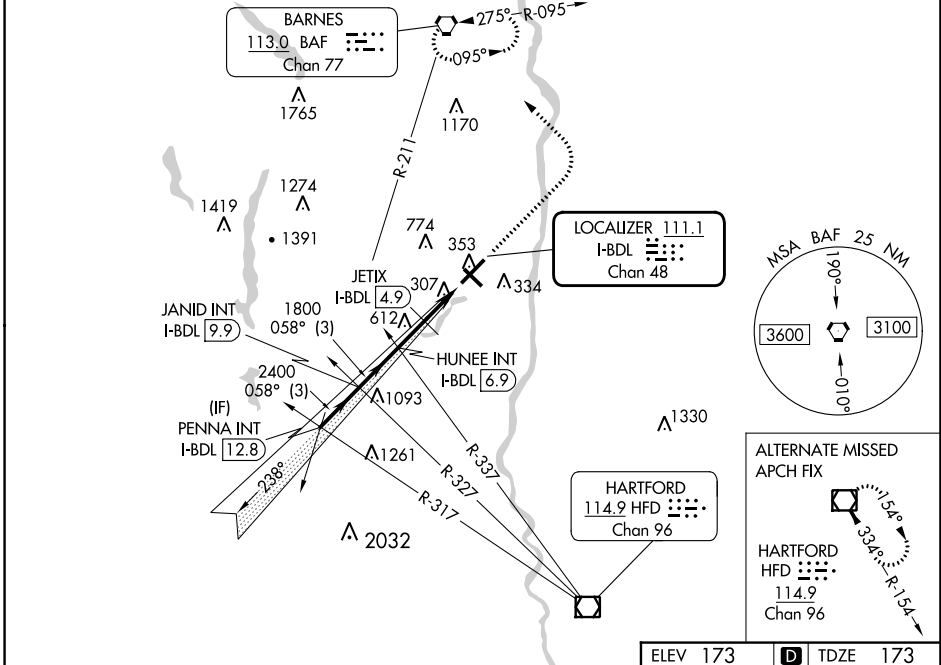 BARNES
113.0 BAF
Chan 77
275°
R-095
095°
1765
1170
R-211
1274
1419
1391
774
353
LOCALIZER 111.1
I-BDL
Chan 48
MSA BAF 25 NM
190°
3600
3100
010°
JETIX
I-BDL 4.9
307
334
JANID INT
I-BDL 9.9
1800
058° (3)
612
HUNEE INT
I-BDL 6.9
2400
058° (3)
1093
(IF)
PENNA INT
I-BDL 12.8
1330
1261
238°
R-337
R-327
R-317
2032
HARTFORD
114.9 HFD
Chan 96
ALTERNATE MISSED
APCH FIX
154°
334°
R-154
HARTFORD
HFD
114.9
Chan 96
ELEV 173 D TDZE 173